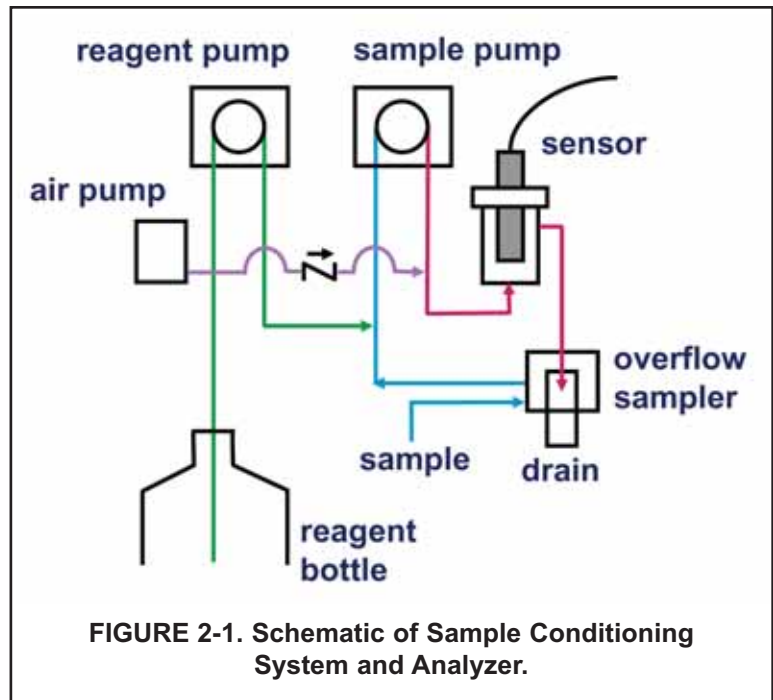 reagent pump
sample pump
sensor
air pump
overflow
sampler
sample
drain
reagent
bottle
FIGURE 2-1. Schematic of Sample Conditioning
System and Analyzer.